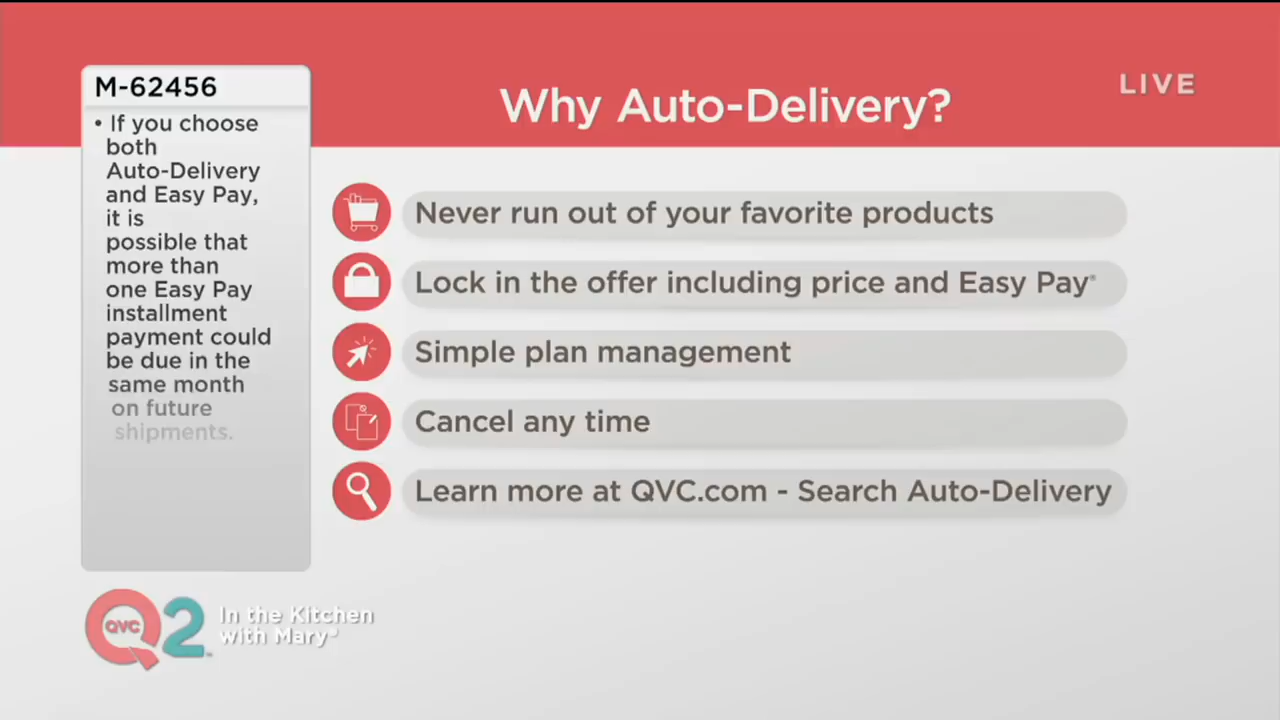 M-62456
• If you choose
both
Auto-Delivery
and Easy Pay,
it is
possible that
more than
one Easy Pay
installment
payment could
be due in the
same month
on future
shipments.
Why Auto-Delivery?
LIVE
Never run out of your favorite products
Lock in the offer including price and Easy Pay®
Simple plan management
Cancel any time
Learn more at QVC.com - Search Auto-Delivery
QVC 2™
In the Kitchen
with Mary®